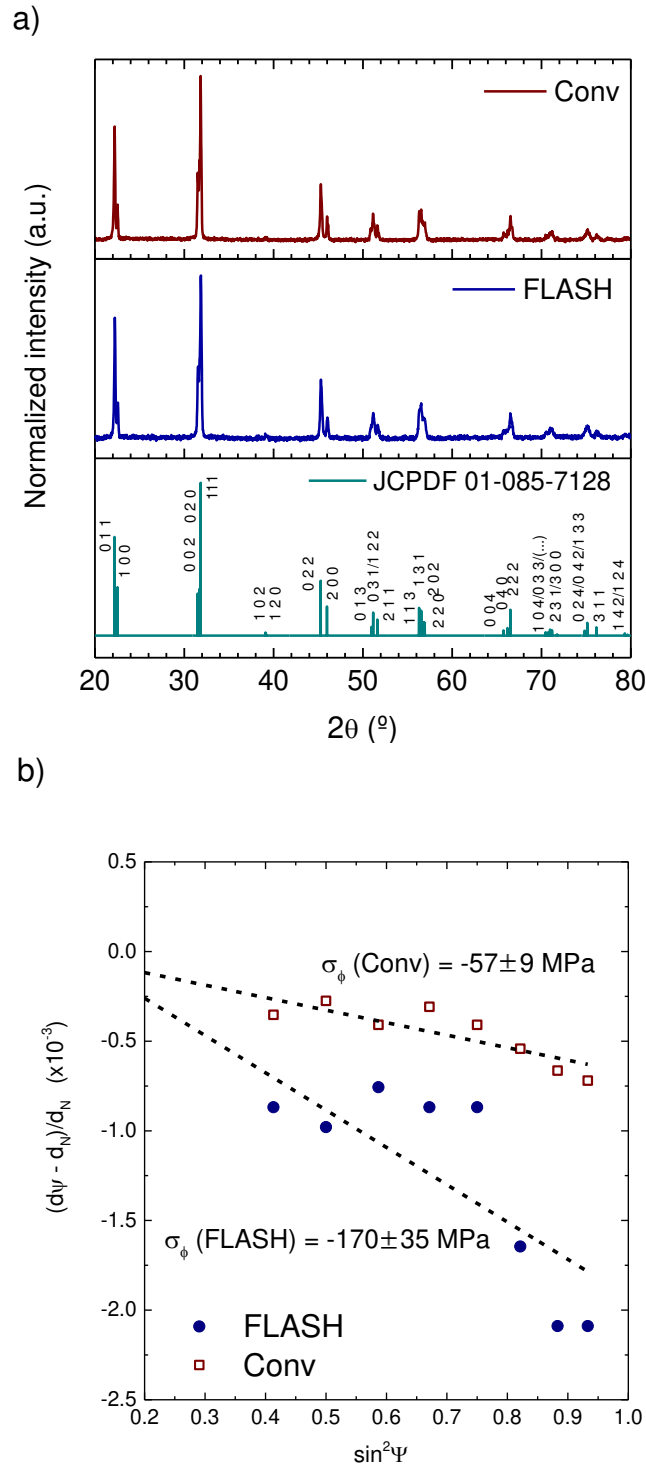 a)
Conv
FLASH
JCPDF 01-085-7128
Normalized intensity (a.u.)
0 1 1
1 0 0
0 0 2
0 2 0
1 1 1
1 0 2
1 2 0
0 2 2
2 0 0
0 1 3
0 3 1/1 2 2
2 1 1
1 1 3
1 3 1
2 0 2
2 2 0
0 0 4
0 4 0
2 2 2
1 0 4/0 3 3/(...)
2 3 1/3 0 0
0 2 4/0 4 2/1 3 3
3 1 1
1 4 2/1 2 4
20 30 40 50 60 70 80
2θ (º)
b)
0.5
0.0
-0.5
-1.0
-1.5
-2.0
-2.5
(dψ - d_N)/d_N (x10⁻³)
σ_ϕ (Conv) = -57±9 MPa
σ_ϕ (FLASH) = -170±35 MPa
FLASH
Conv
0.2 0.3 0.4 0.5 0.6 0.7 0.8 0.9 1.0
sin²Ψ